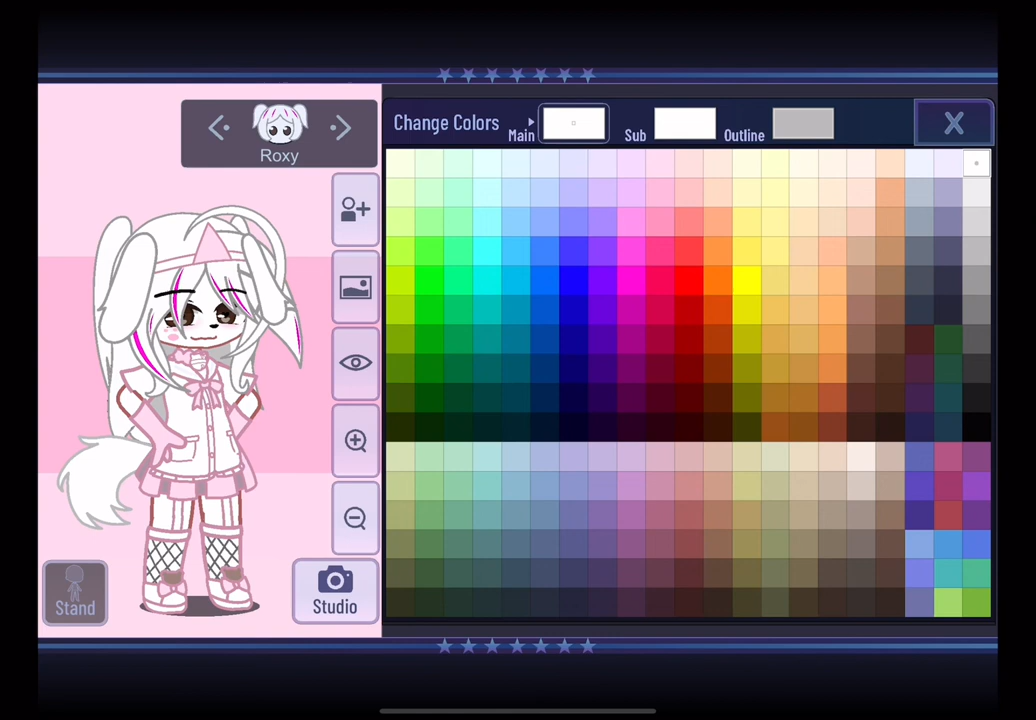 Change Colors
Main
Sub
Outline
X
Roxy
Stand
Studio